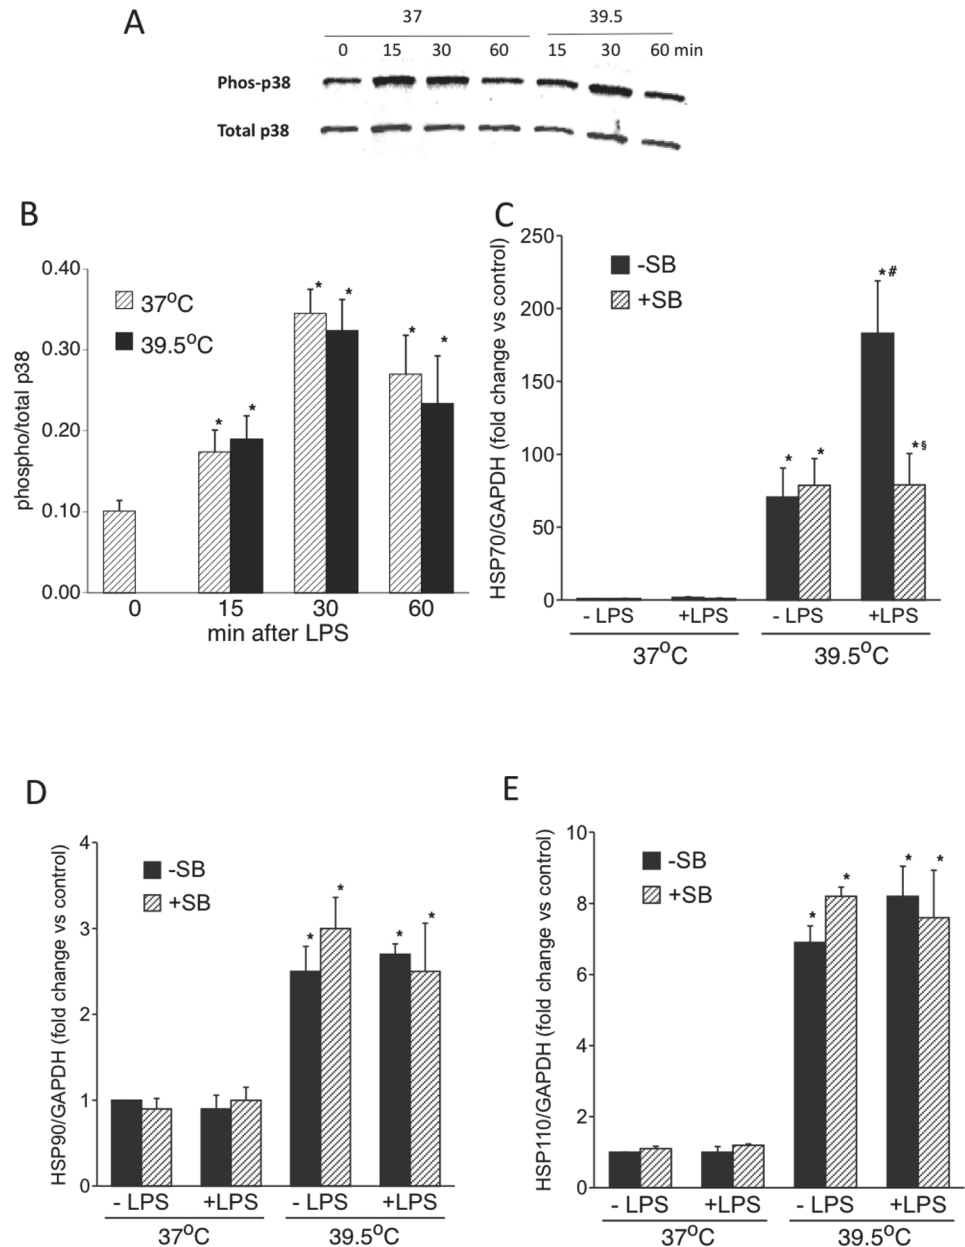 A
37 39.5
0 15 30 60 15 30 60 min
Phos-p38
Total p38
B
phospho/total p38
0.40
0.30
0.20
0.10
0.00
37°C
39.5°C
* * * * * *
0 15 30 60
min after LPS
C
HSP70/GAPDH (fold change vs control)
250
200
150
100
50
0
-SB
+SB
* * *# *§
- LPS +LPS - LPS +LPS
37°C 39.5°C
D
HSP90/GAPDH (fold change vs control)
4
3
2
1
0
-SB
+SB
* * * *
- LPS +LPS - LPS +LPS
37°C 39.5°C
E
HSP110/GAPDH (fold change vs control)
10
8
6
4
2
0
-SB
+SB
* * * *
- LPS +LPS - LPS +LPS
37°C 39.5°C